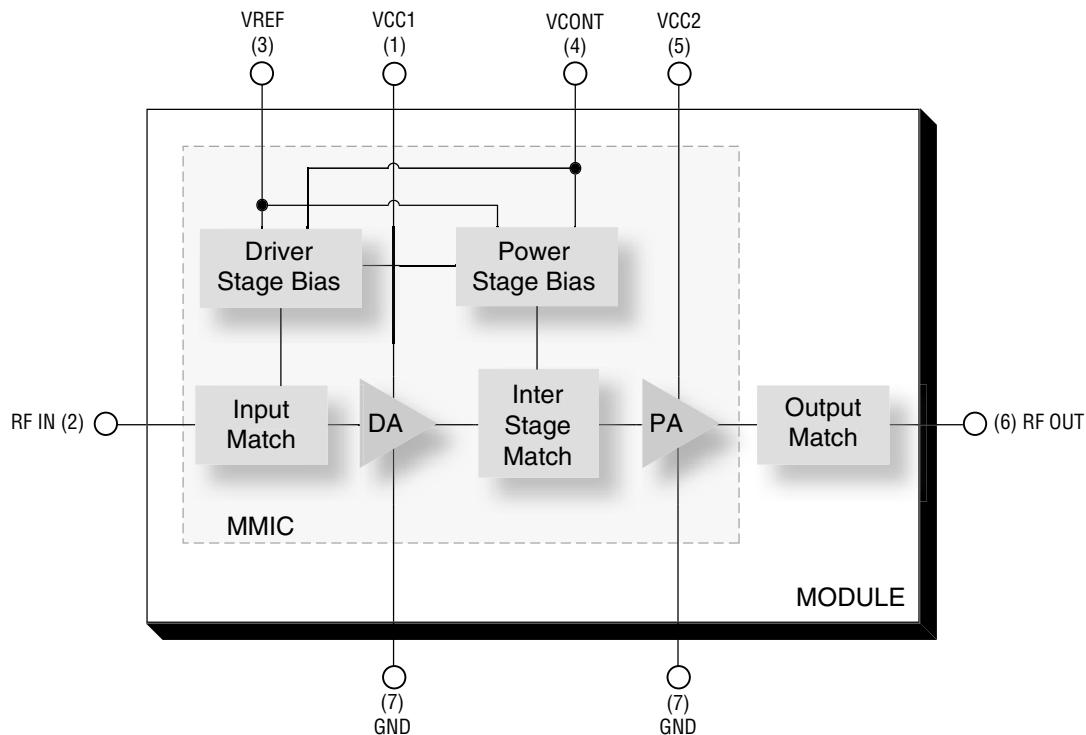 VREF
(3)
VCC1
(1)
VCONT
(4)
VCC2
(5)
Driver
Stage Bias
Power
Stage Bias
RF IN (2)
Input
Match
DA
Inter
Stage
Match
PA
Output
Match
(6) RF OUT
MMIC
MODULE
(7)
GND
(7)
GND